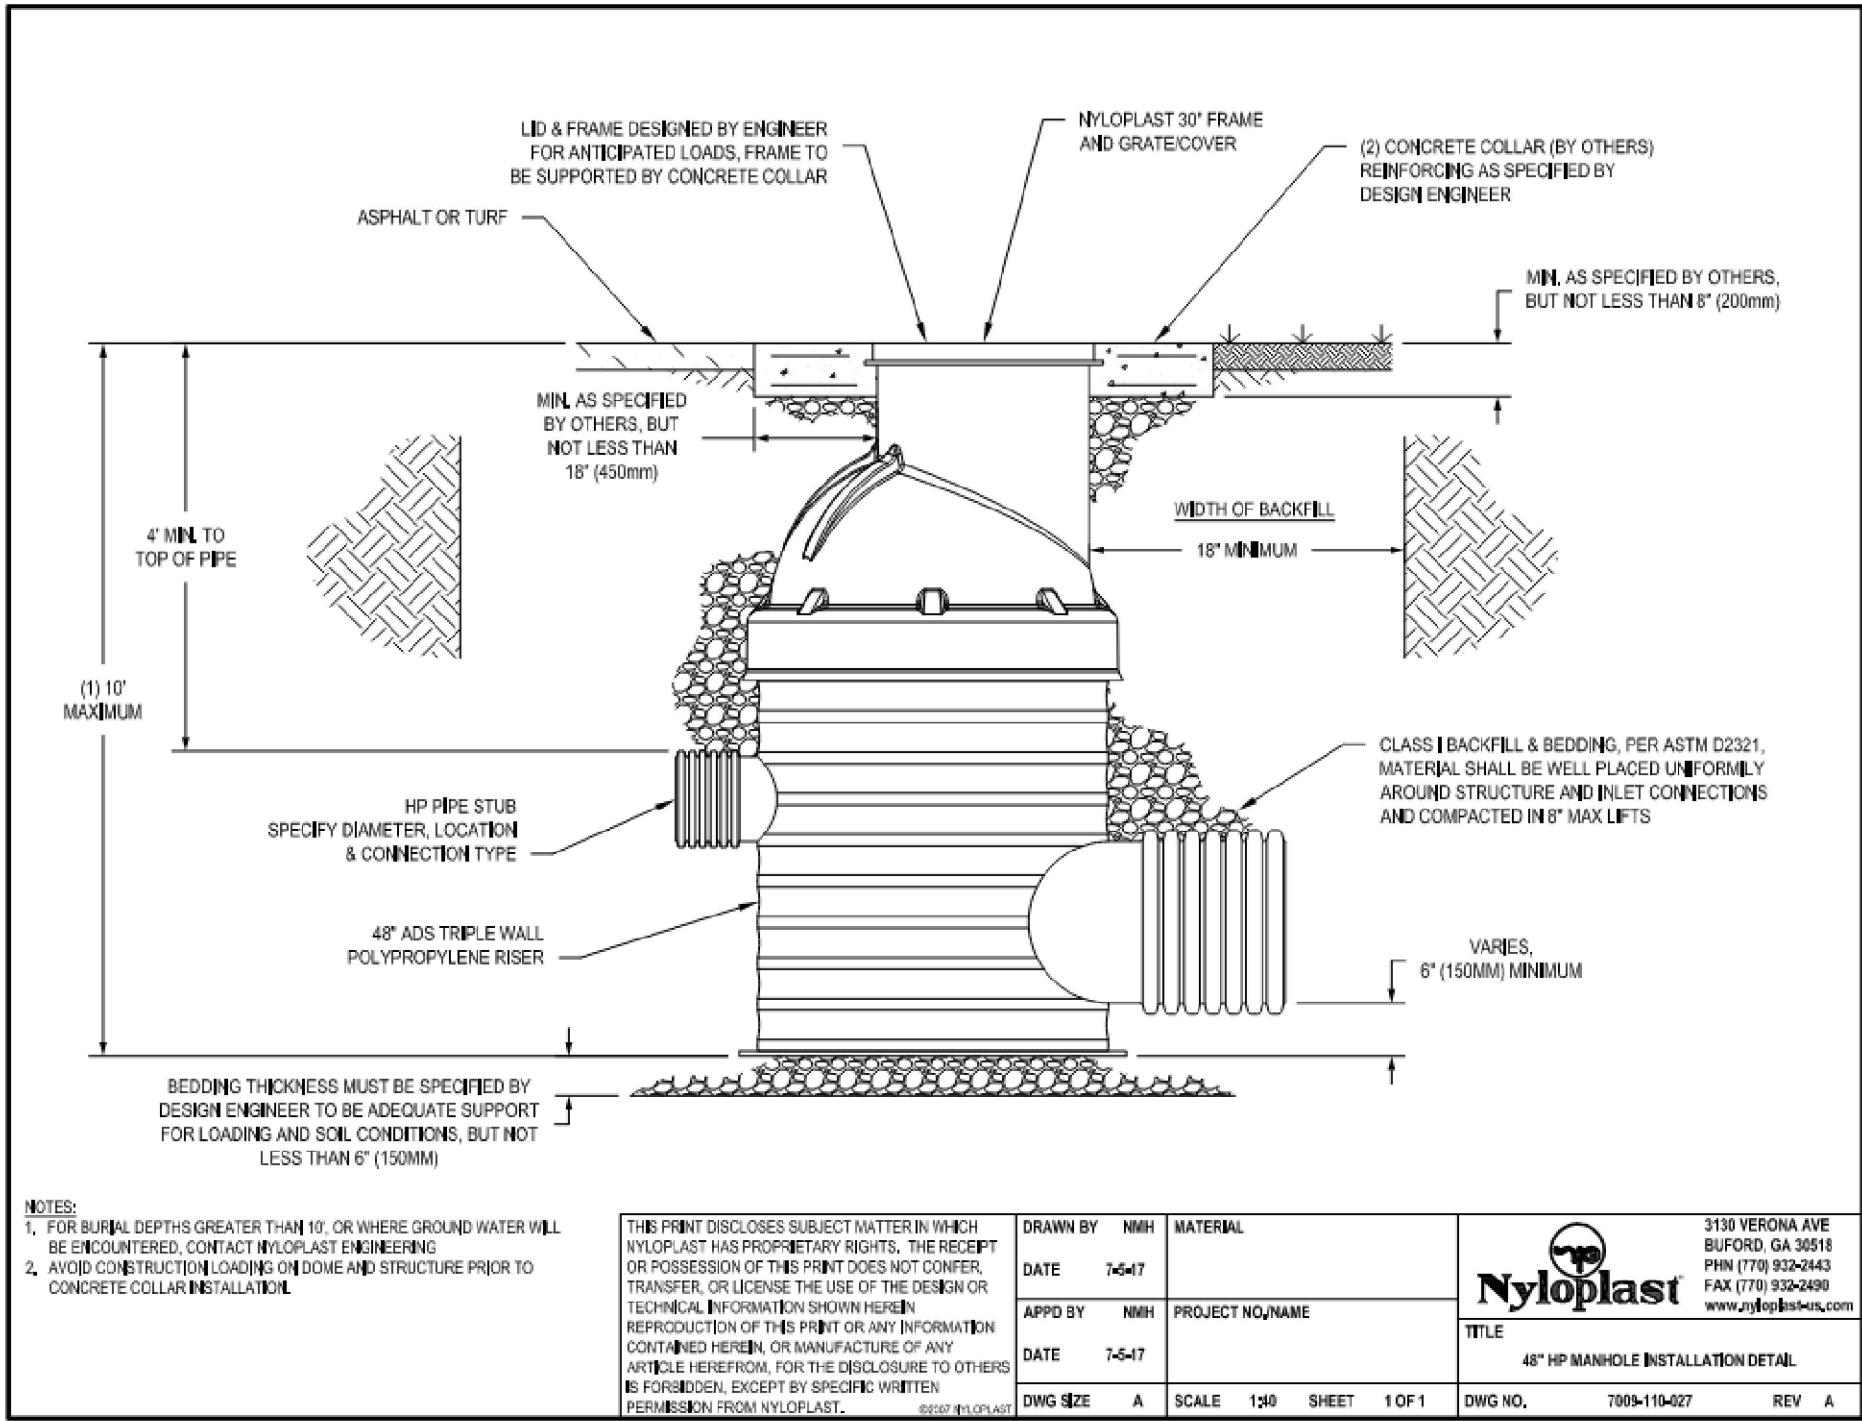 LID & FRAME DESIGNED BY ENGINEER
FOR ANTICIPATED LOADS, FRAME TO
BE SUPPORTED BY CONCRETE COLLAR
NYLOPLAST 30" FRAME
AND GRATE/COVER
(2) CONCRETE COLLAR (BY OTHERS)
REINFORCING AS SPECIFIED BY
DESIGN ENGINEER
ASPHALT OR TURF
MIN. AS SPECIFIED BY OTHERS,
BUT NOT LESS THAN 8" (200mm)
MIN. AS SPECIFIED
BY OTHERS, BUT
NOT LESS THAN
18" (450mm)
WIDTH OF BACKFILL
18" MINIMUM
4' MIN. TO
TOP OF PIPE
(1) 10'
MAXIMUM
CLASS I BACKFILL & BEDDING, PER ASTM D2321,
MATERIAL SHALL BE WELL PLACED UNIFORMILY
AROUND STRUCTURE AND INLET CONNECTIONS
AND COMPACTED IN 8" MAX LIFTS
HP PIPE STUB
SPECIFY DIAMETER, LOCATION
& CONNECTION TYPE
48" ADS TRIPLE WALL
POLYPROPYLENE RISER
VARIES,
6" (150MM) MINIMUM
BEDDING THICKNESS MUST BE SPECIFIED BY
DESIGN ENGINEER TO BE ADEQUATE SUPPORT
FOR LOADING AND SOIL CONDITIONS, BUT NOT
LESS THAN 6" (150MM)
NOTES:
1. FOR BURIAL DEPTHS GREATER THAN 10', OR WHERE GROUND WATER WILL
BE ENCOUNTERED, CONTACT NYLOPLAST ENGINEERING
2. AVOID CONSTRUCTION LOADING ON DOME AND STRUCTURE PRIOR TO
CONCRETE COLLAR INSTALLATION.
THIS PRINT DISCLOSES SUBJECT MATTER IN WHICH
NYLOPLAST HAS PROPRIETARY RIGHTS. THE RECEIPT
OR POSSESSION OF THIS PRINT DOES NOT CONFER,
TRANSFER, OR LICENSE THE USE OF THE DESIGN OR
TECHNICAL INFORMATION SHOWN HEREIN
REPRODUCTION OF THIS PRINT OR ANY INFORMATION
CONTAINED HEREIN, OR MANUFACTURE OF ANY
ARTICLE HEREFROM, FOR THE DISCLOSURE TO OTHERS
IS FORBIDDEN, EXCEPT BY SPECIFIC WRITTEN
PERMISSION FROM NYLOPLAST.
©2007 NYLOPLAST
DRAWN BY NMH
DATE 7-5-17
APPD BY NMH
DATE 7-5-17
DWG SIZE A
MATERIAL
PROJECT NO./NAME
SCALE 1:40 SHEET 1 OF 1
Nyloplast
3130 VERONA AVE
BUFORD, GA 30518
PHN (770) 932-2443
FAX (770) 932-2490
www.nyloplast-us.com
TITLE
48" HP MANHOLE INSTALLATION DETAIL
DWG NO. 7009-110-027 REV A